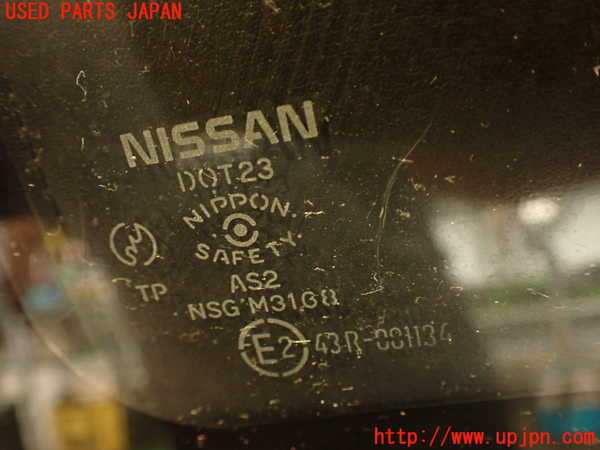 USED PARTS JAPAN
NISSAN
DOT23
NIPPON
SAFETY
TP
AS2
NSG M31G8
E2 43R-001134
http://www.upjpn.com/